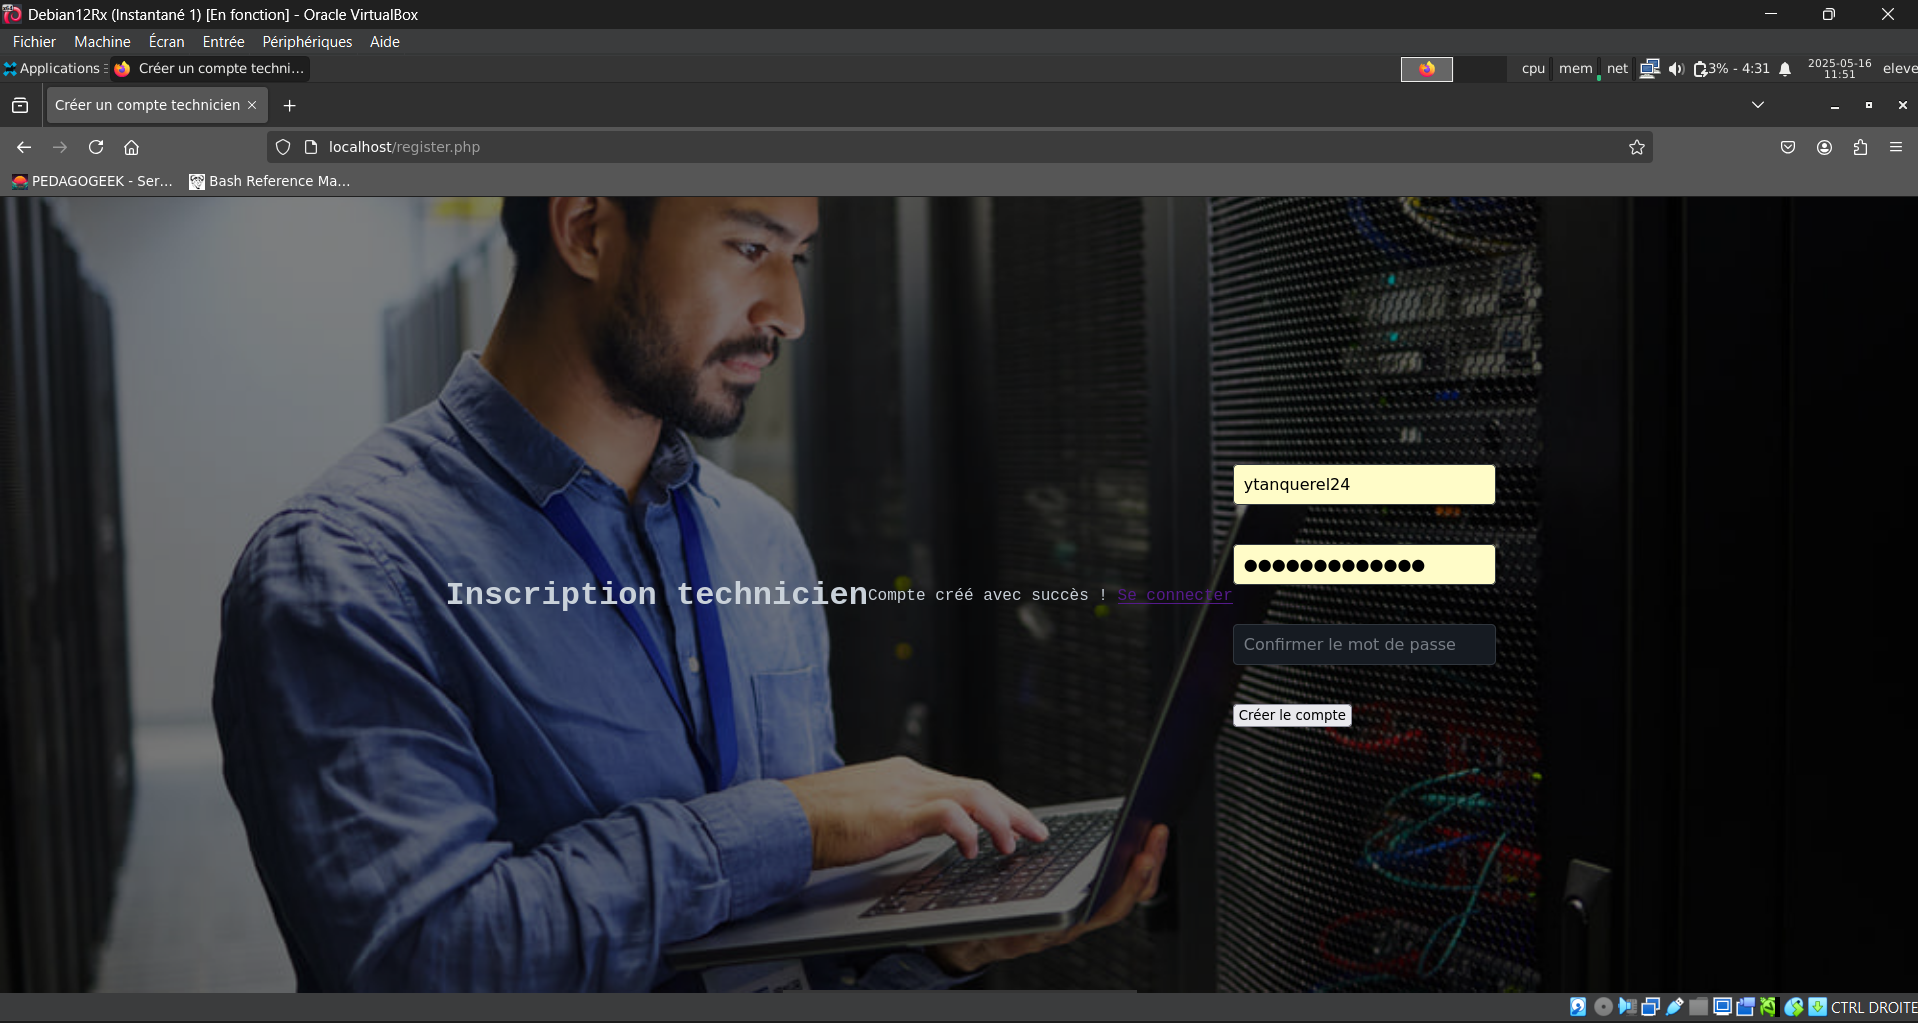 Debian12Rx (Instantané 1) [En fonction] - Oracle VirtualBox
Fichier Machine Écran Entrée Périphériques Aide
Applications Créer un compte techni... cpu mem net 3% - 4:31 2025-05-16 11:51 eleve
Créer un compte technicien
localhost/register.php
PEDAGOGEEK - Ser... Bash Reference Ma...
ytanquerel24
Inscription technicien Compte créé avec succès ! Se connecter
Confirmer le mot de passe
Créer le compte
CTRL DROITE